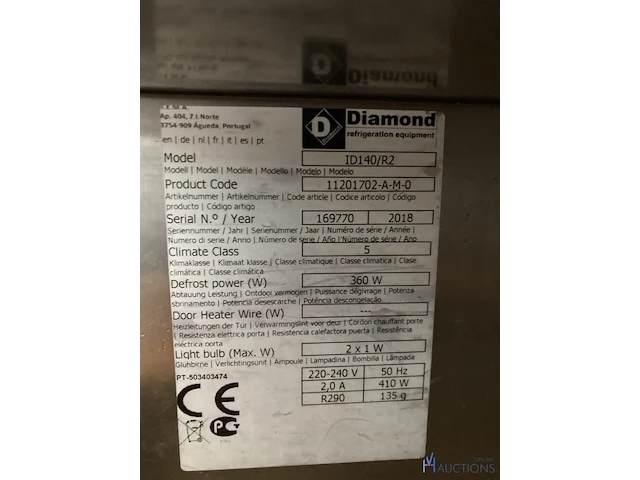 F.E.M.A.
Ap. 404, Z.I.Norte
3754-909 Águeda, Portugal
en | de | nl | fr | it | es | pt
D Diamond
refrigeration equipment
Model ID140/R2
Modell | Model | Modèle | Modello | Modelo | Modelo
Product Code 11201702-A-M-0
Artikelnummer | Artikelnummer | Code article | Codice articolo | Código
producto | Código artigo
Serial N.º / Year 169770 2018
Seriennummer / Jahr | Serienummer / Jaar | Numéro de série / Année |
Numero di serie / Anno | Número de serie / Año | Número de série / Ano
Climate Class 5
Klimaklasse | Klimaat klasse | Classe climatique | Classe climatica | Clase
climática | Classe climática
Defrost power (W) 360 W
Abtauung Leistung | Ontdooi vermogen | Puissance dégivrage | Potenza
sbrinamento | Potencia desescarche | Potência descongelação
Door Heater Wire (W) ---
Heizleitungen der Tür | Verwarmingslint voor deur | Cordon chauffant porte
| Resistenza elettrica porta | Resistencia calefactora puerta | Resistência
eléctrica porta
Light bulb (Max. W) 2 x 1 W
Glühbirne | Verlichtingsunit | Ampoule | Lampadina | Bombilla | Lâmpada
PT-503403474
220-240 V 50 Hz
2,0 A 410 W
R290 135 g
CE
VH AUCTIONS